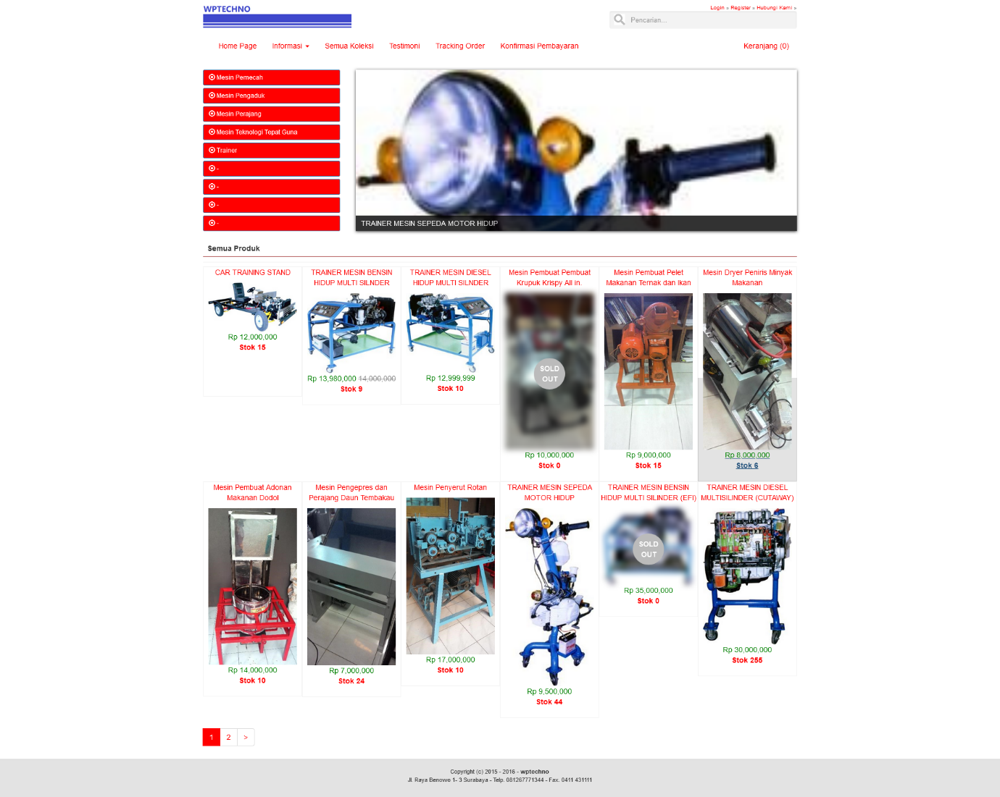 WPTECHNO
Login » Register » Hubungi Kami »
Pencarian...
Home Page Informasi Semua Koleksi Testimoni Tracking Order Konfirmasi Pembayaran Keranjang (0)
Mesin Pemecah
Mesin Pengaduk
Mesin Perajang
Mesin Teknologi Tepat Guna
Trainer
-
-
-
-
TRAINER MESIN SEPEDA MOTOR HIDUP
Semua Produk
CAR TRAINING STAND
Rp 12,000,000
Stok 15
TRAINER MESIN BENSIN
HIDUP MULTI SILNDER
Rp 13,980,000 14,000,000
Stok 9
TRAINER MESIN DIESEL
HIDUP MULTI SILNDER
Rp 12,999,999
Stok 10
Mesin Pembuat Pembuat
Krupuk Krispy All in.
SOLD
OUT
Rp 10,000,000
Stok 0
Mesin Pembuat Pelet
Makanan Ternak dan Ikan
Rp 9,000,000
Stok 15
Mesin Dryer Peniris Minyak
Makanan
Rp 8,000,000
Stok 6
Mesin Pembuat Adonan
Makanan Dodol
Rp 14,000,000
Stok 10
Mesin Pengepres dan
Perajang Daun Tembakau
Rp 7,000,000
Stok 24
Mesin Penyerut Rotan
Rp 17,000,000
Stok 10
TRAINER MESIN SEPEDA
MOTOR HIDUP
Rp 9,500,000
Stok 44
TRAINER MESIN BENSIN
HIDUP MULTI SILINDER (EFI)
SOLD
OUT
Rp 35,000,000
Stok 0
TRAINER MESIN DIESEL
MULTISILINDER (CUTAWAY)
Rp 30,000,000
Stok 255
1 2 >
Copyright (c) 2015 - 2016 - wptechno
Jl. Raya Benowo 1- 3 Surabaya - Telp. 081267771344 - Fax. 0411 431111